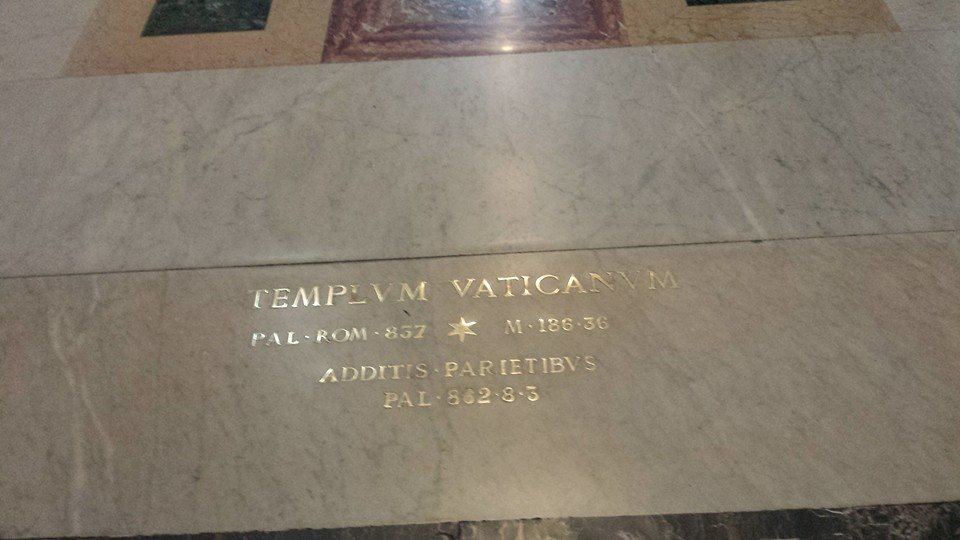 TEMPLVM VATICANVM
PAL·ROM·837 ✶ M·186·36
ADDITIS·PARIETIBVS
PAL·862·8·3